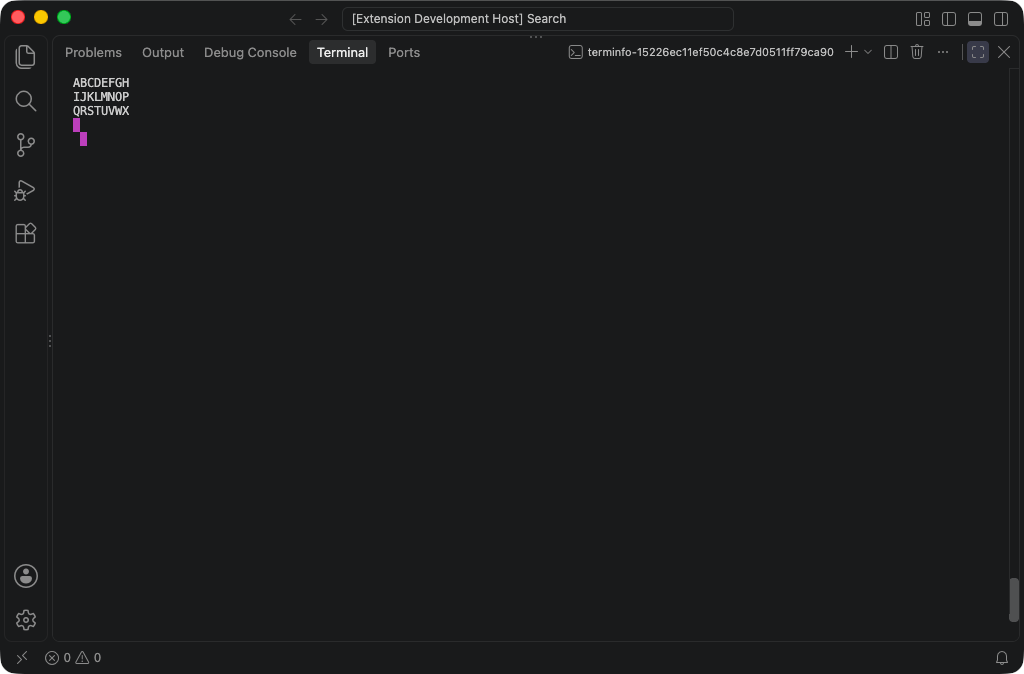 [Extension Development Host] Search
Problems Output Debug Console Terminal Ports terminfo-15226ec11ef50c4c8e7d0511ff79ca90
ABCDEFGH
IJKLMNOP
QRSTUVWX
0 0